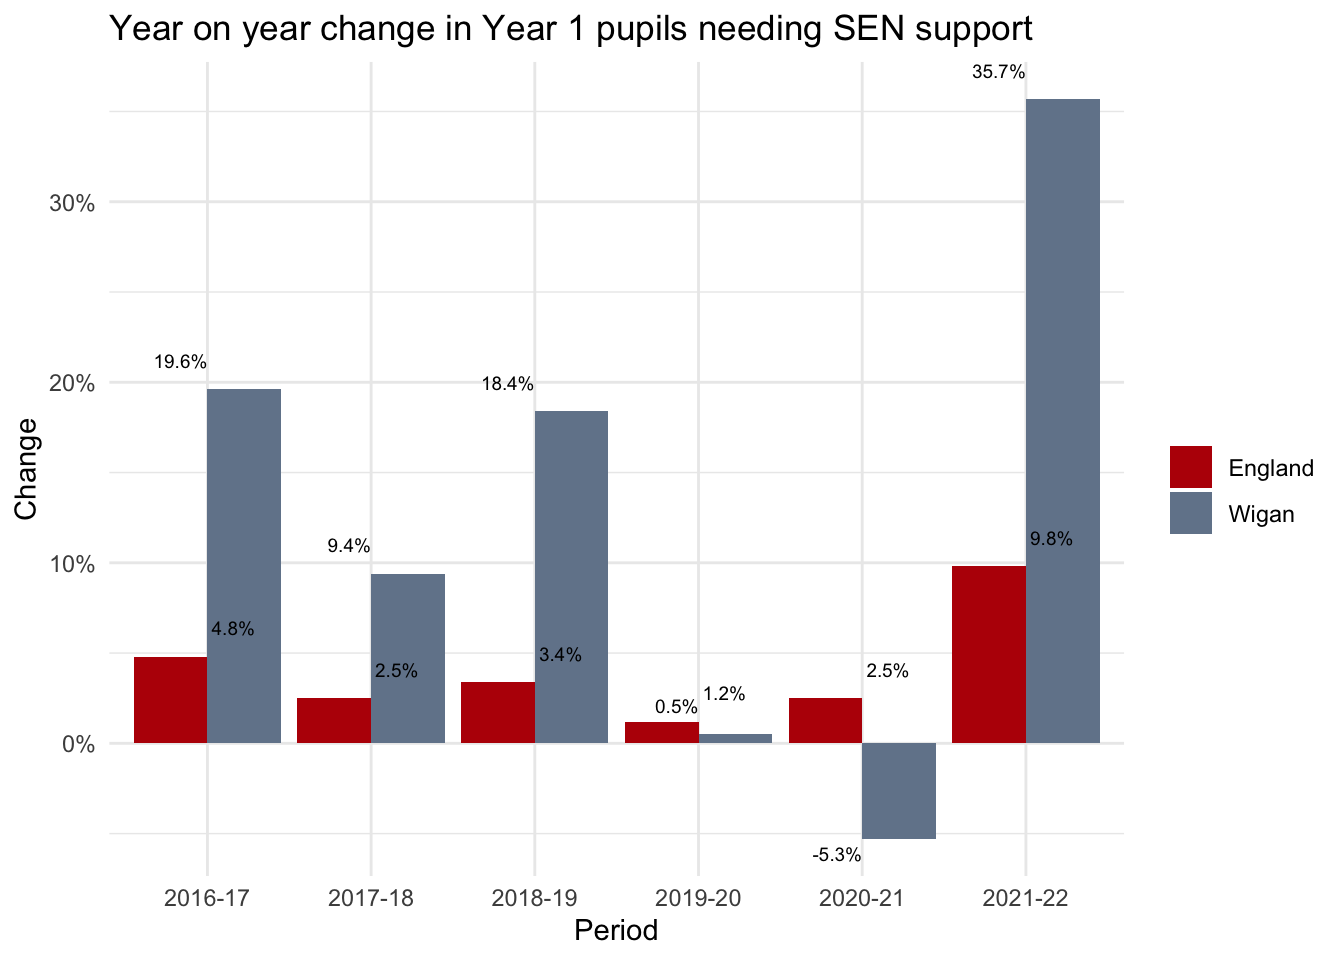 Year on year change in Year 1 pupils needing SEN support
35.7%
30%
19.6%
20%
18.4%
Change
9.4%
9.8%
10%
4.8%
2.5%
3.4%
0.5%
1.2%
2.5%
0%
-5.3%
England
Wigan
2016-17 2017-18 2018-19 2019-20 2020-21 2021-22
Period